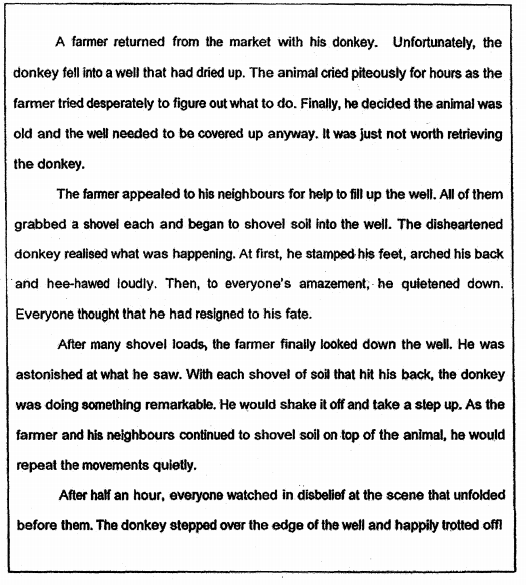 A farmer returned from the market with his donkey. Unfortunately, the
donkey fell into a well that had dried up. The animal cried piteously for hours as the
farmer tried desperately to figure out what to do. Finally, he decided the animal was
old and the well needed to be covered up anyway. It was just not worth retrieving
the donkey.
The farmer appealed to his neighbours for help to fill up the well. All of them
grabbed a shovel each and began to shovel soil into the well. The disheartened
donkey realised what was happening. At first, he stamped his feet, arched his back
and hee-hawed loudly. Then, to everyone's amazement, he quietened down.
Everyone thought that he had resigned to his fate.
After many shovel loads, the farmer finally looked down the well. He was
astonished at what he saw. With each shovel of soil that hit his back, the donkey
was doing something remarkable. He would shake it off and take a step up. As the
farmer and his neighbours continued to shovel soil on top of the animal, he would
repeat the movements quietly.
After half an hour, everyone watched in disbelief at the scene that unfolded
before them. The donkey stepped over the edge of the well and happily trotted off!